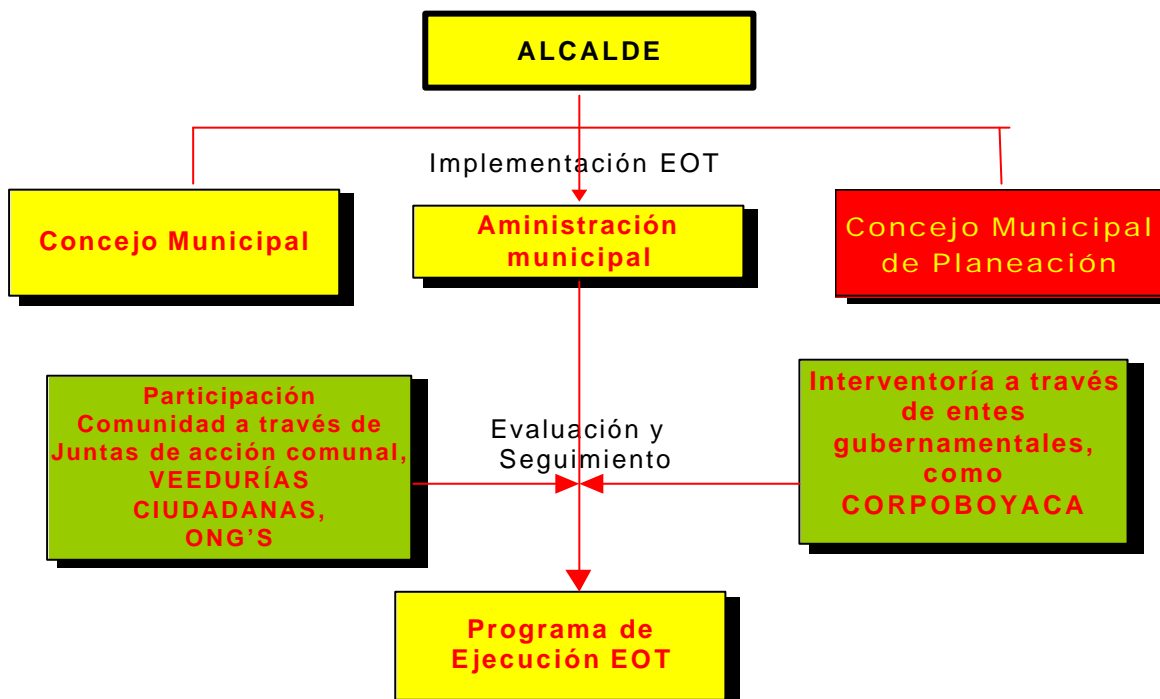 ALCALDE
Implementación EOT
Concejo Municipal
Aministración
municipal
Concejo Municipal
de Planeación
Participación
Comunidad a través de
Juntas de acción comunal,
VEEDURÍAS
CIUDADANAS,
ONG'S
Evaluación y
Seguimiento
Interventoría a través
de entes
gubernamentales,
como
CORPOBOYACA
Programa de
Ejecución EOT